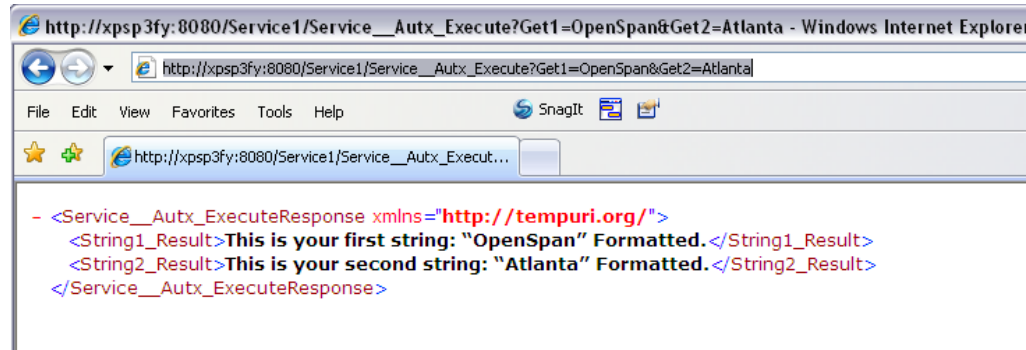 http://xpsp3fy:8080/Service1/Service__Autx_Execute?Get1=OpenSpan&Get2=Atlanta - Windows Internet Explorer
http://xpsp3fy:8080/Service1/Service__Autx_Execute?Get1=OpenSpan&Get2=Atlanta
File Edit View Favorites Tools Help SnagIt
http://xpsp3fy:8080/Service1/Service__Autx_Execut...
- <Service__Autx_ExecuteResponse xmlns="http://tempuri.org/">
<String1_Result>This is your first string: “OpenSpan” Formatted.</String1_Result>
<String2_Result>This is your second string: “Atlanta” Formatted.</String2_Result>
</Service__Autx_ExecuteResponse>